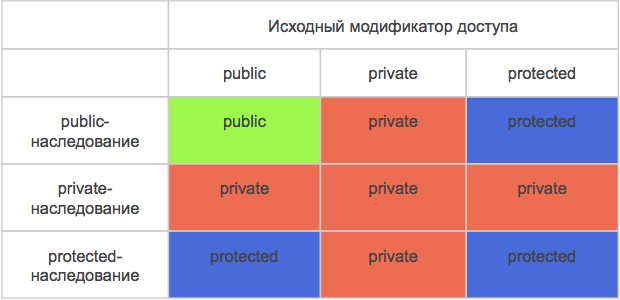 Исходный модификатор доступа
public private protected
public-
наследование
public private protected
private-
наследование
private private private
protected-
наследование
protected private protected